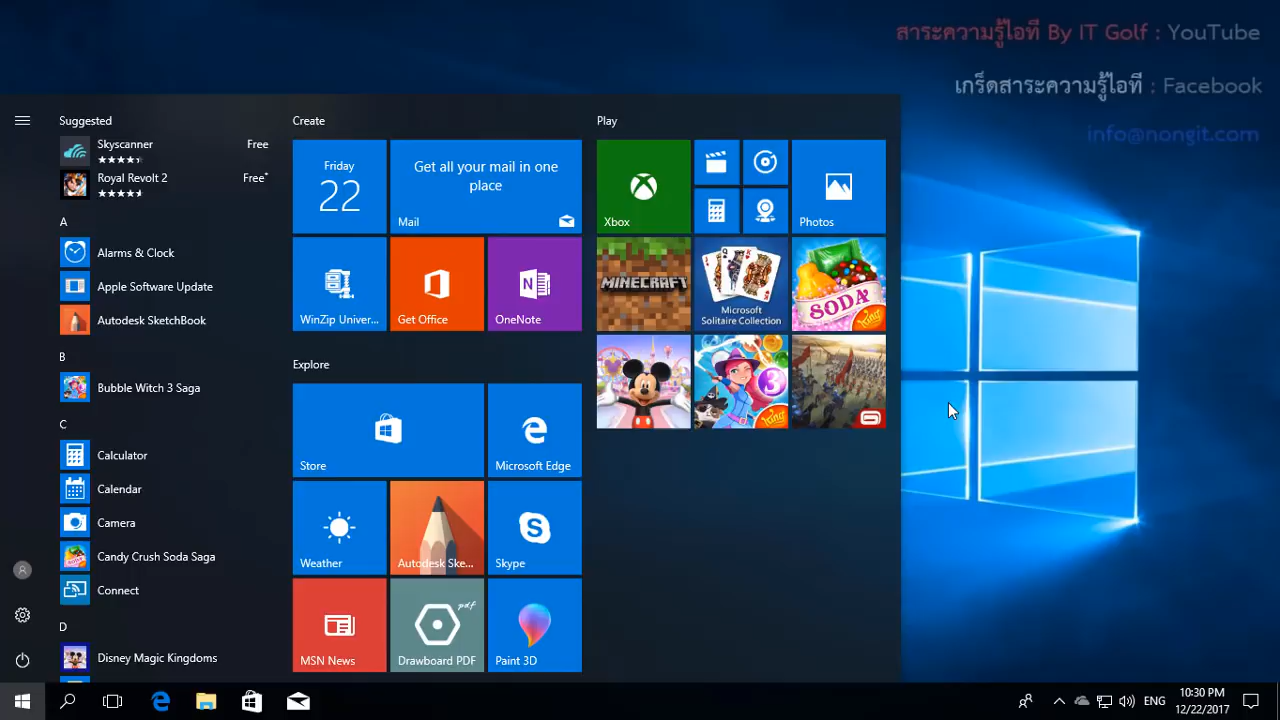 สาระความรู้ไอที By IT Golf : YouTube
เกร็ดสาระความรู้ไอที : Facebook
info@nongit.com
Suggested
Skyscanner Free
Royal Revolt 2 Free*
A
Alarms & Clock
Apple Software Update
Autodesk SketchBook
B
Bubble Witch 3 Saga
C
Calculator
Calendar
Camera
Candy Crush Soda Saga
Connect
D
Disney Magic Kingdoms
Create
Friday
22
Get all your mail in one
place
Mail
WinZip Univer...
Get Office
N
OneNote
Explore
Store
Microsoft Edge
Weather
Autodesk Ske...
S
Skype
MSN News
pdf
Drawboard PDF
Paint 3D
Play
Xbox
Photos
MINECRAFT
Microsoft
Solitaire Collection
SODA
King
3
King
ENG
10:30 PM
12/22/2017